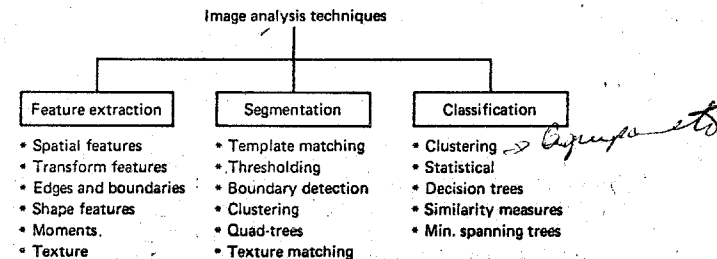 Image analysis techniques
Feature extraction
• Spatial features
• Transform features
• Edges and boundaries
• Shape features
• Moments
• Texture
Segmentation
• Template matching
• Thresholding
• Boundary detection
• Clustering
• Quad-trees
• Texture matching
Classification
• Clustering
• Statistical
• Decision trees
• Similarity measures
• Min. spanning trees